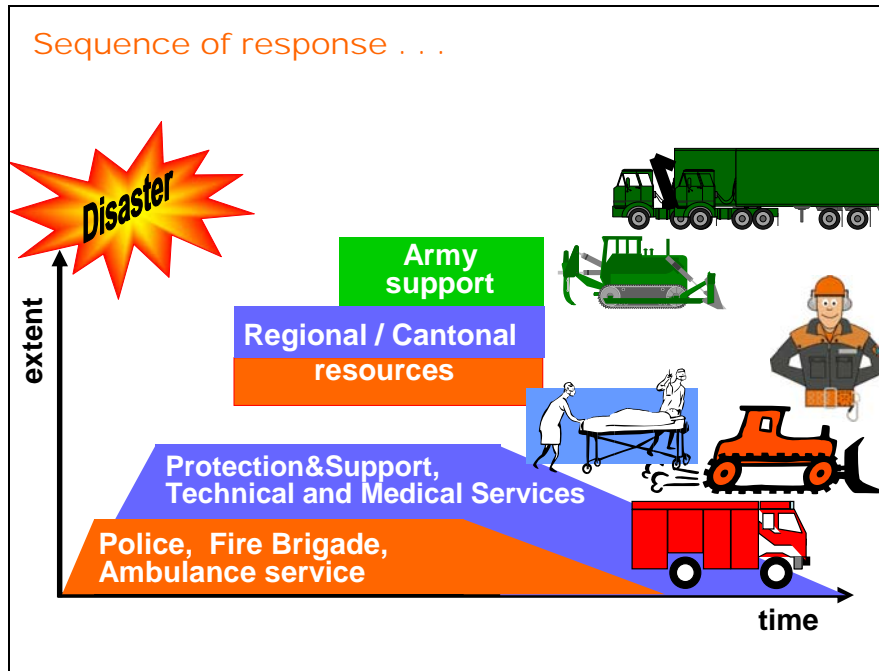 Sequence of response . . .
Disaster
extent
Army
support
Regional / Cantonal
resources
Protection&Support,
Technical and Medical Services
Police, Fire Brigade,
Ambulance service
time